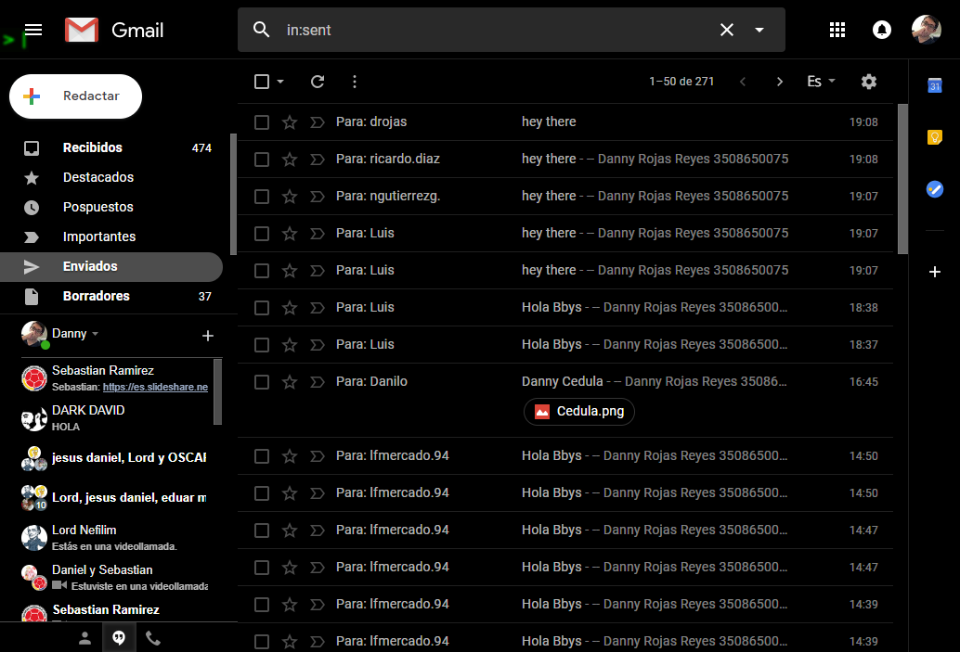 Gmail
in:sent
Redactar
1–50 de 271
Es
31
Recibidos 474
Destacados
Pospuestos
Importantes
Enviados
Borradores 37
Danny
Sebastian Ramirez
Sebastian: https://es.slideshare.ne
DARK DAVID
HOLA
jesus daniel, Lord y OSCAR
Lord, jesus daniel, eduar m
10
Lord Nefilim
Estás en una videollamada.
Daniel y Sebastian
Estuviste en una videollamada
Sebastian Ramirez
Para: drojas hey there 19:08
Para: ricardo.diaz hey there - -- Danny Rojas Reyes 3508650075 19:08
Para: ngutierrezg. hey there - -- Danny Rojas Reyes 3508650075 19:07
Para: Luis hey there - -- Danny Rojas Reyes 3508650075 19:07
Para: Luis hey there - -- Danny Rojas Reyes 3508650075 19:07
Para: Luis Hola Bbys - -- Danny Rojas Reyes 35086500... 18:38
Para: Luis Hola Bbys - -- Danny Rojas Reyes 35086500... 18:37
Para: Danilo Danny Cedula - -- Danny Rojas Reyes 35086... 16:45
Cedula.png
Para: lfmercado.94 Hola Bbys - -- Danny Rojas Reyes 35086500... 14:50
Para: lfmercado.94 Hola Bbys - -- Danny Rojas Reyes 35086500... 14:50
Para: lfmercado.94 Hola Bbys - -- Danny Rojas Reyes 35086500... 14:47
Para: lfmercado.94 Hola Bbys - -- Danny Rojas Reyes 35086500... 14:47
Para: lfmercado.94 Hola Bbys - -- Danny Rojas Reyes 35086500... 14:39
Para: lfmercado.94 Hola Bbys - -- Danny Rojas Reyes 35086500... 14:39